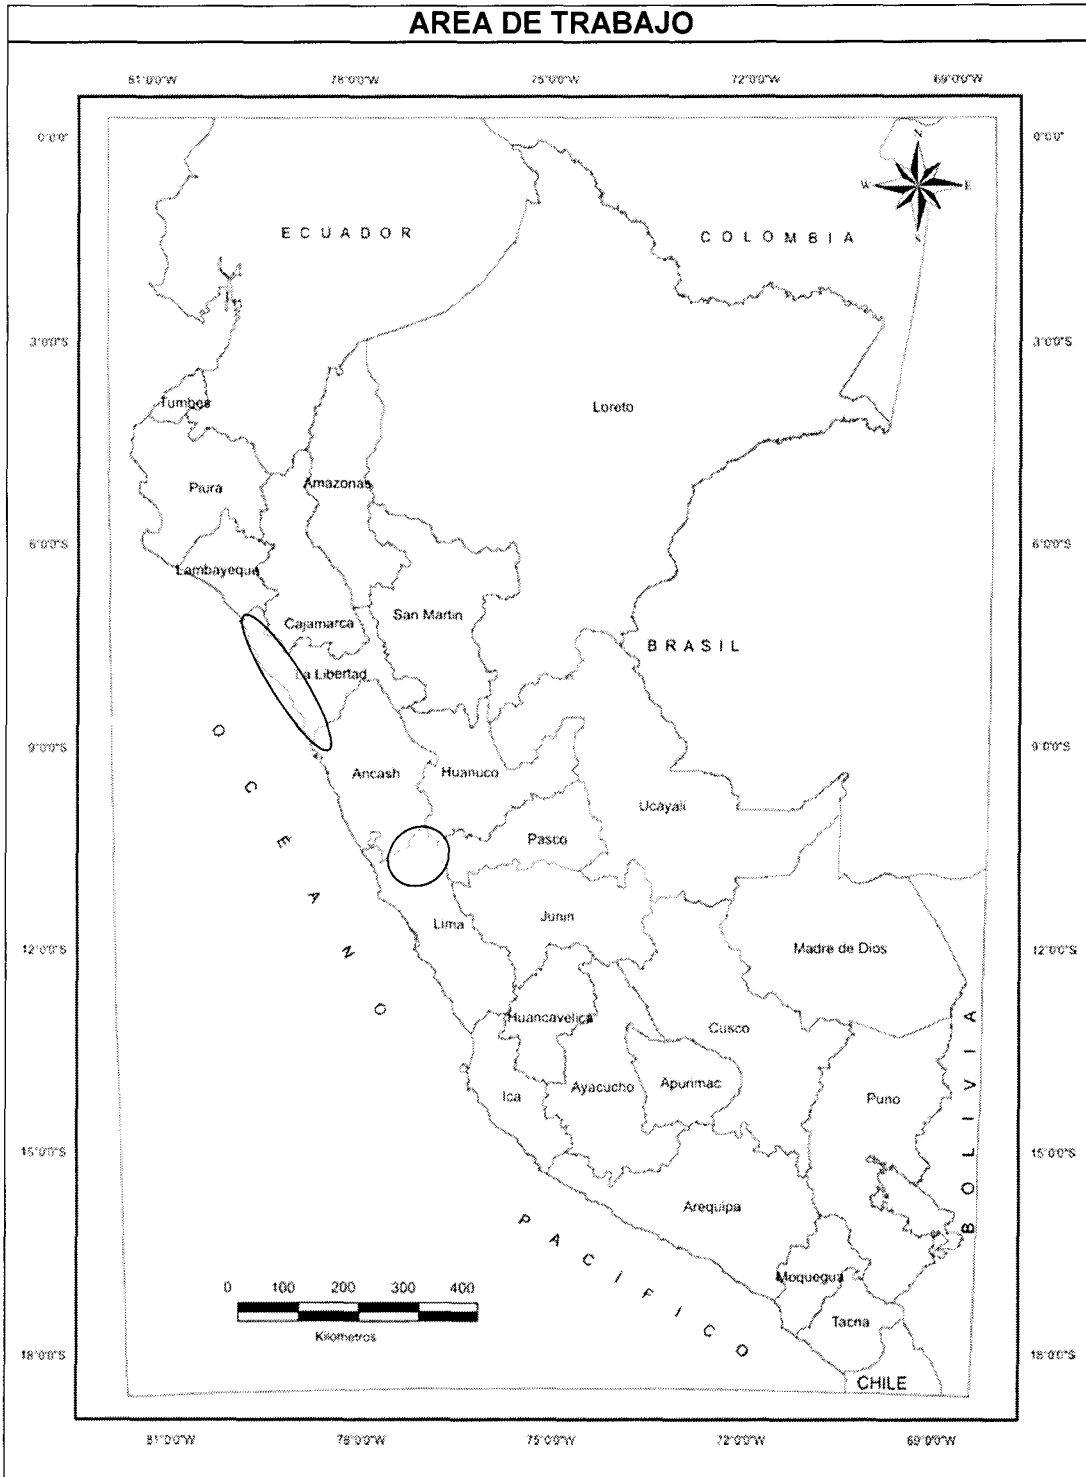 AREA DE TRABAJO
81°0'0"W 78°0'0"W 75°0'0"W 72°0'0"W 69°0'0"W
0°0'0" 0°0'0"
N
W E
S
ECUADOR
COLOMBIA
3°0'0"S 3°0'0"S
Tumbes
Loreto
Piura
Amazonas
6°0'0"S 6°0'0"S
Lambayeque
Cajamarca
San Martin
BRASIL
La Libertad
9°0'0"S 9°0'0"S
Ancash
Huanuco
Ucayali
Pasco
Lima
Junin
Madre de Dios
12°0'0"S 12°0'0"S
OCÉANO
Huancavelica
Cusco
Ayacucho
Apurimac
Ica
Puno
BOLIVIA
15°0'0"S 15°0'0"S
Arequipa
PACÍFICO
Moquegua
Tacna
0 100 200 300 400
Kilometros
18°0'0"S 18°0'0"S
CHILE
81°0'0"W 78°0'0"W 75°0'0"W 72°0'0"W 69°0'0"W